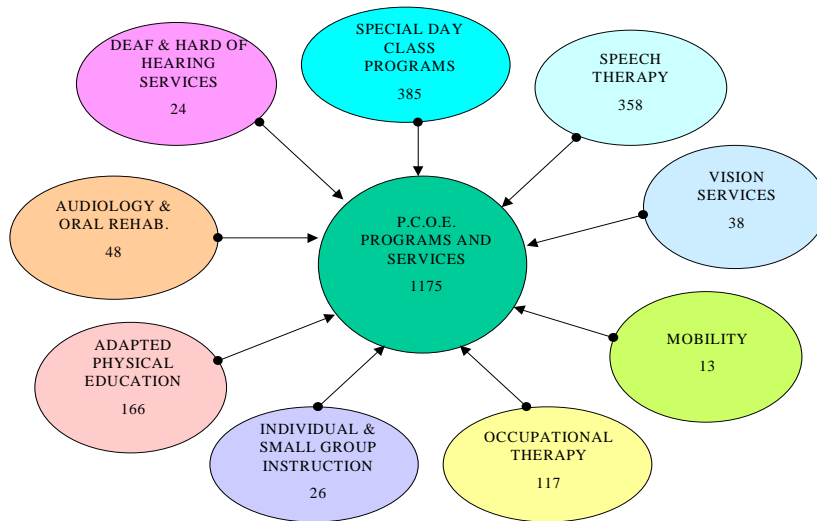 DEAF & HARD OF
HEARING
SERVICES
24
SPECIAL DAY
CLASS
PROGRAMS
385
SPEECH
THERAPY
358
AUDIOLOGY &
ORAL REHAB.
48
P.C.O.E.
PROGRAMS AND
SERVICES
1175
VISION
SERVICES
38
ADAPTED
PHYSICAL
EDUCATION
166
MOBILITY
13
INDIVIDUAL &
SMALL GROUP
INSTRUCTION
26
OCCUPATIONAL
THERAPY
117